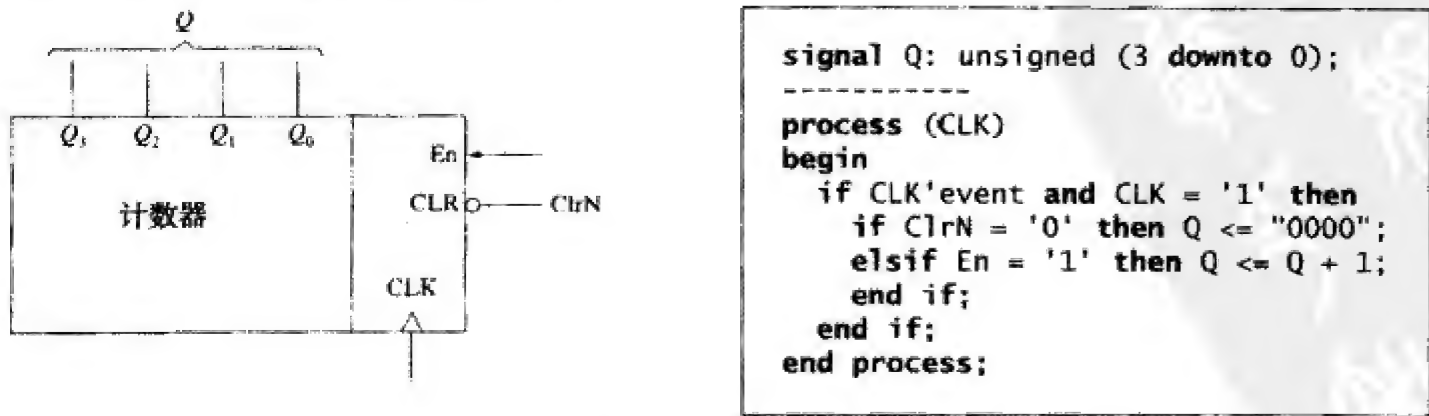 Q
Q₃ Q₂ Q₁ Q₀
En
CLR ClrN
计数器
CLK
signal Q: unsigned (3 downto 0);
-----------
process (CLK)
begin
if CLK'event and CLK = '1' then
if ClrN = '0' then Q <= "0000";
elsif En = '1' then Q <= Q + 1;
end if;
end if;
end process;